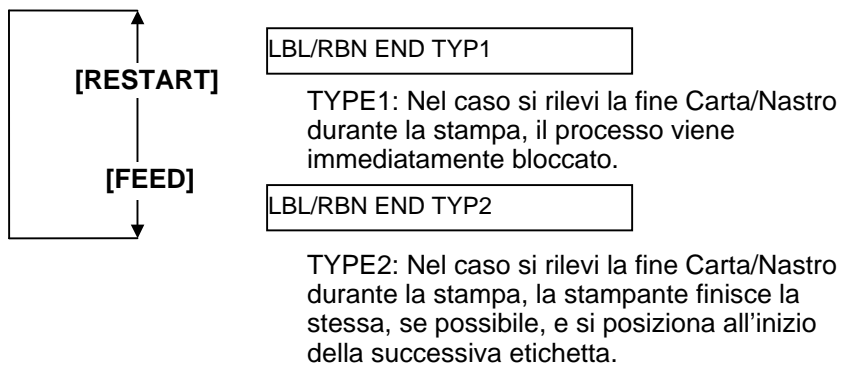 LBL/RBN END TYP1
[RESTART]
TYPE1: Nel caso si rilevi la fine Carta/Nastro
durante la stampa, il processo viene
immediatamente bloccato.
[FEED]
LBL/RBN END TYP2
TYPE2: Nel caso si rilevi la fine Carta/Nastro
durante la stampa, la stampante finisce la
stessa, se possibile, e si posiziona all'inizio
della successiva etichetta.